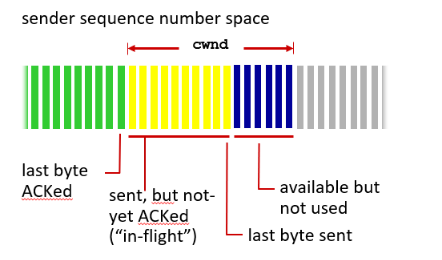 sender sequence number space
cwnd
last byte
ACKed
sent, but not-
yet ACKed
("in-flight")
available but
not used
last byte sent